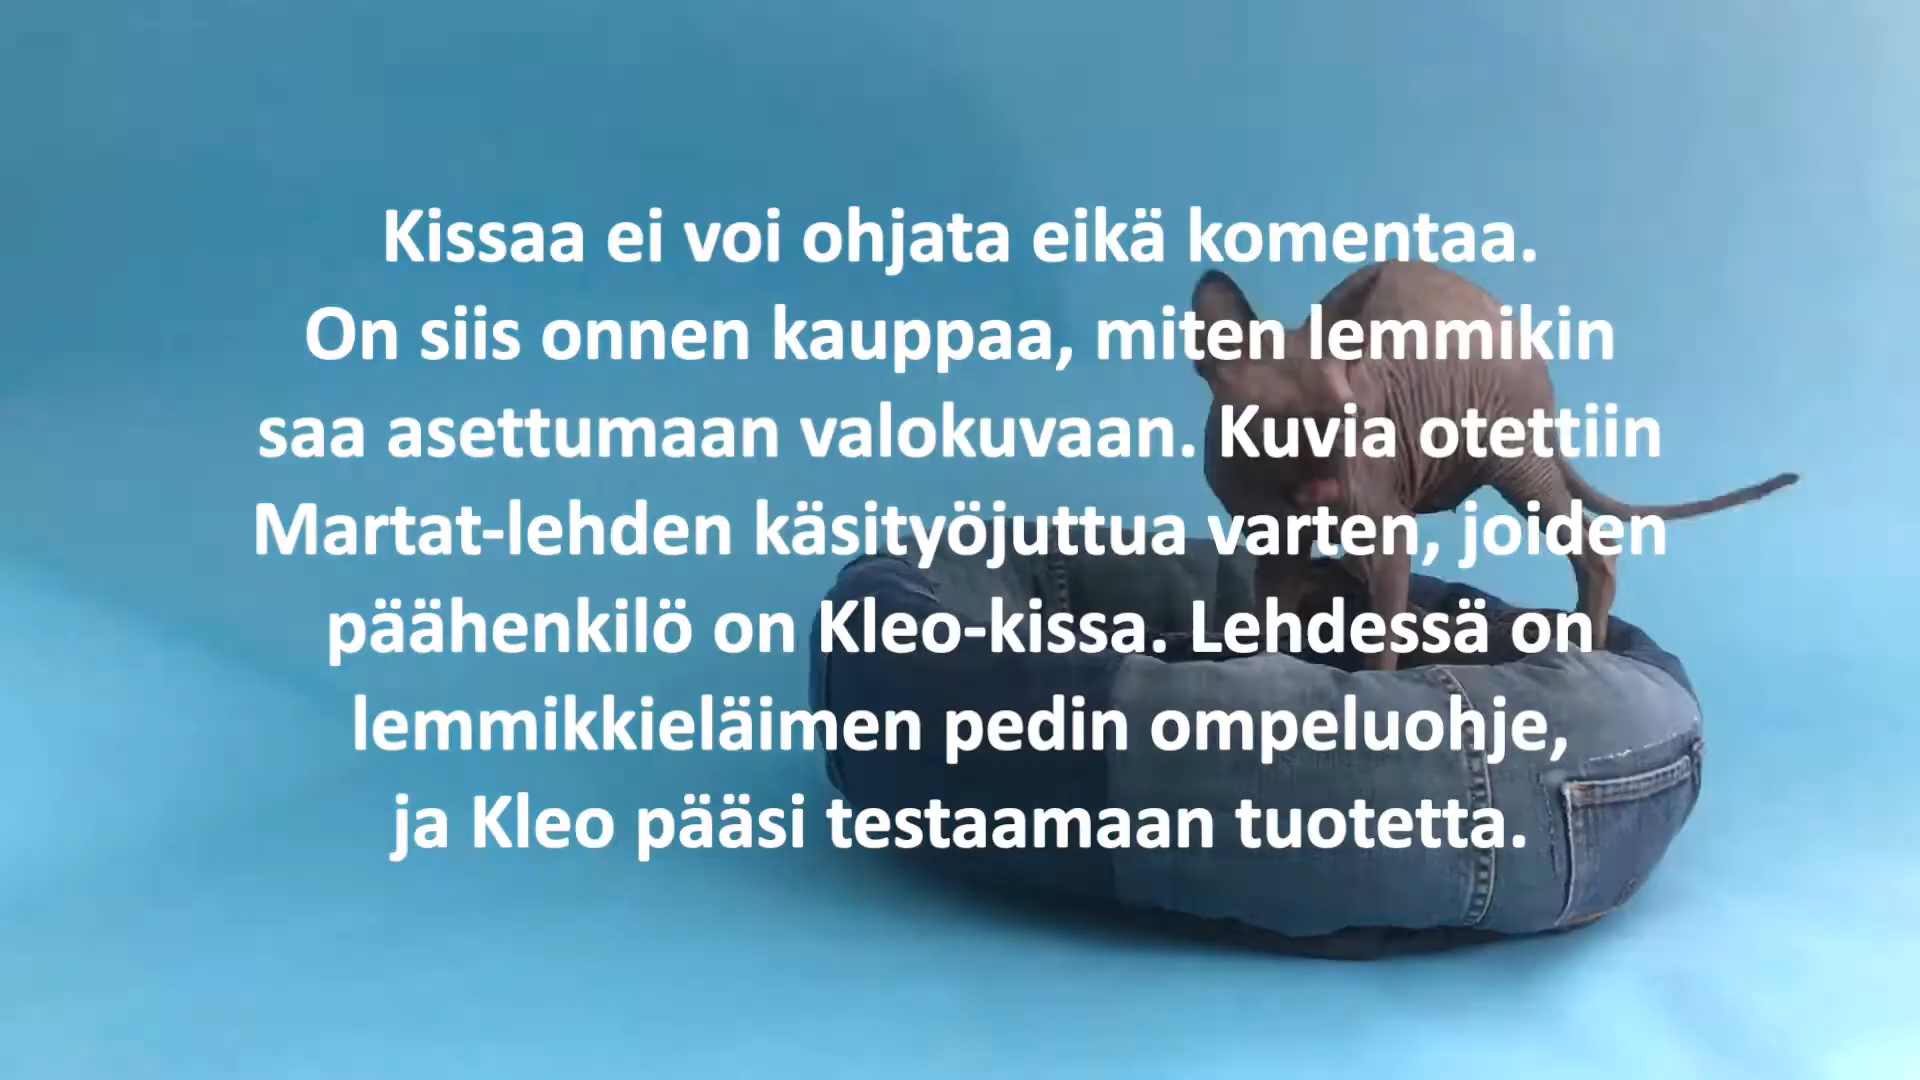 Kissaa ei voi ohjata eikä komentaa.
On siis onnen kauppaa, miten lemmikin
saa asettumaan valokuvaan. Kuvia otettiin
Martat-lehden käsityöjuttua varten, joiden
päähenkilö on Kleo-kissa. Lehdessä on
lemmikkieläimen pedin ompeluohje,
ja Kleo pääsi testaamaan tuotetta.